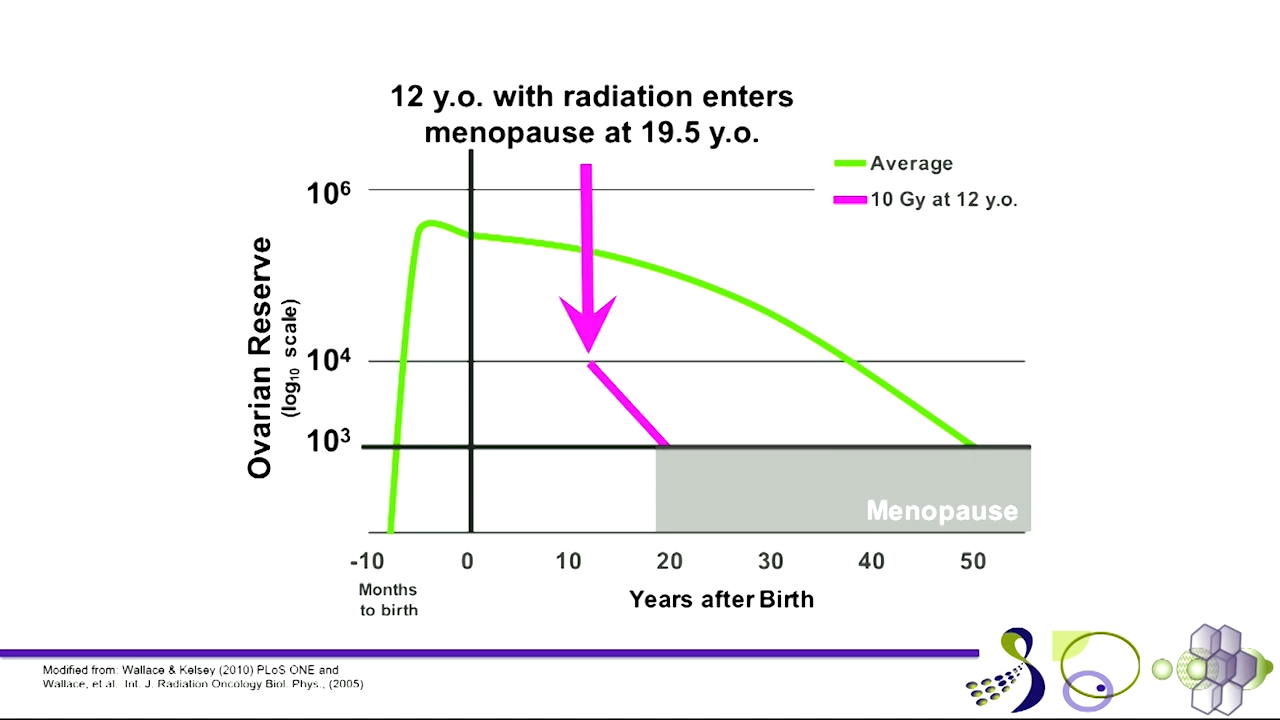 12 y.o. with radiation enters
menopause at 19.5 y.o.
Average
10 Gy at 12 y.o.
10⁶
10⁴
10³
Ovarian Reserve
(log₁₀ scale)
Menopause
-10 0 10 20 30 40 50
Months
to birth
Years after Birth
Modified from: Wallace & Kelsey (2010) PLoS ONE and
Wallace, et al. Int. J. Radiation Oncology Biol. Phys., (2005)